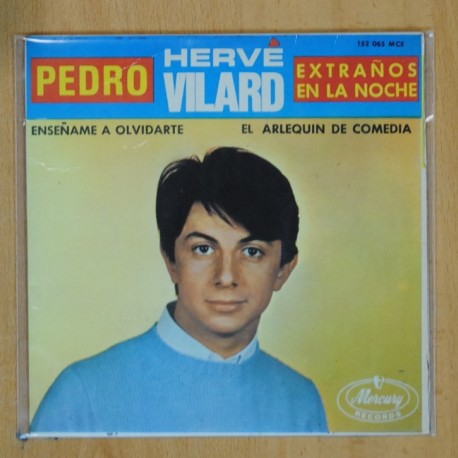 152 065 MCE
PEDRO
HERVÉ
VILARD
EXTRAÑOS
EN LA NOCHE
ENSEÑAME A OLVIDARTE
EL ARLEQUIN DE COMEDIA
Mercury
RECORDS